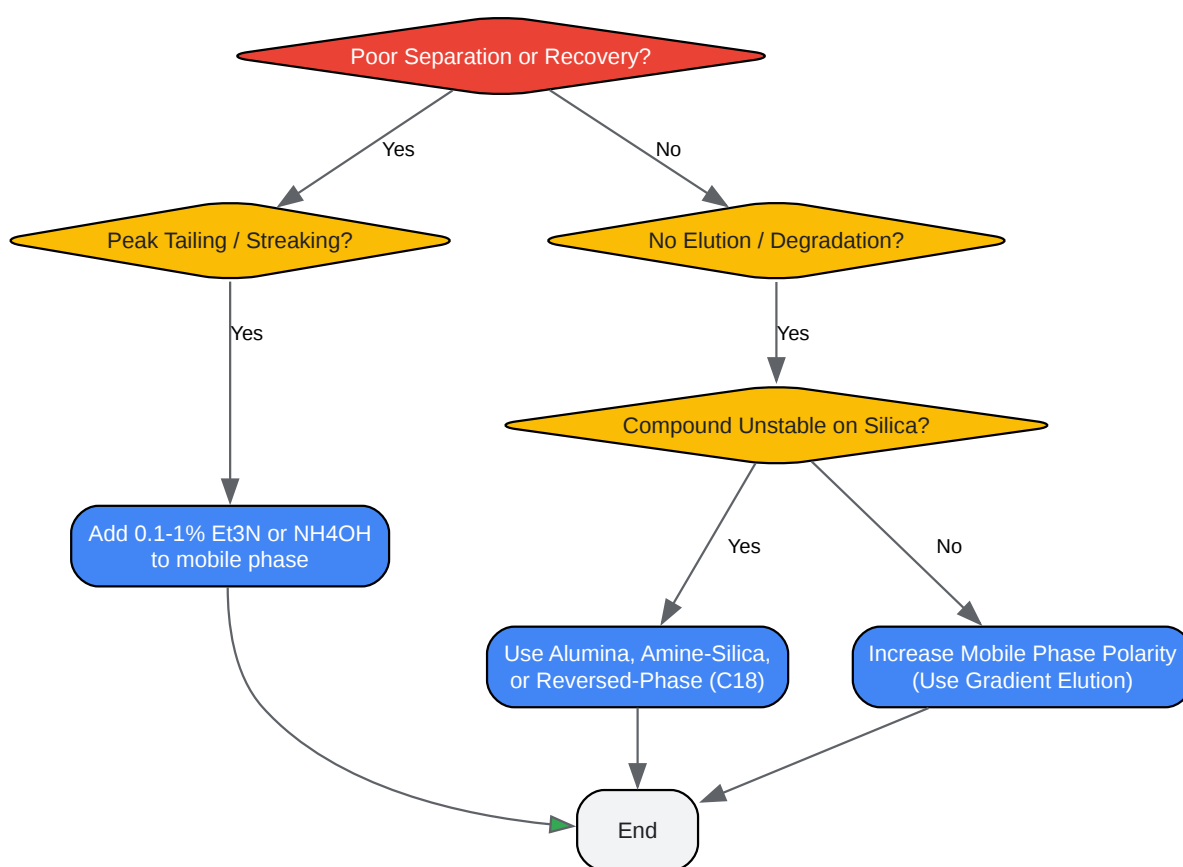 Poor Separation or Recovery?
Yes
No
Peak Tailing / Streaking?
No Elution / Degradation?
Yes
Yes
Compound Unstable on Silica?
Add 0.1-1% Et3N or NH4OH
to mobile phase
Yes
No
Use Alumina, Amine-Silica,
or Reversed-Phase (C18)
Increase Mobile Phase Polarity
(Use Gradient Elution)
End